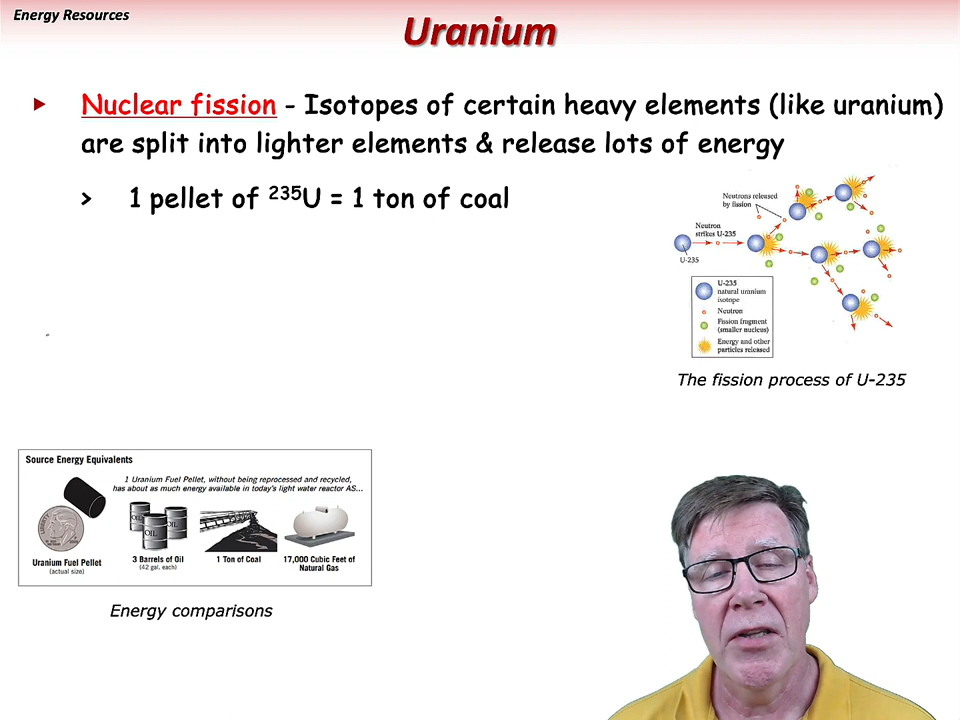 Energy Resources
Uranium
Nuclear fission - Isotopes of certain heavy elements (like uranium)
are split into lighter elements & release lots of energy
> 1 pellet of ²³⁵U = 1 ton of coal
Neutrons released
by fission
Neutron
strikes U-235
U-235
U-235
natural uranium
isotope
Neutron
Fission fragment
(smaller nucleus)
Energy and other
particles released
The fission process of U-235
Source Energy Equivalents
1 Uranium Fuel Pellet, without being reprocessed and recycled,
has about as much energy available in today's light water reactor AS...
LIBERTY
OIL
OIL
OIL
Uranium Fuel Pellet
(actual size)
3 Barrels of Oil
(42 gal. each)
1 Ton of Coal
17,000 Cubic Feet of
Natural Gas
Energy comparisons